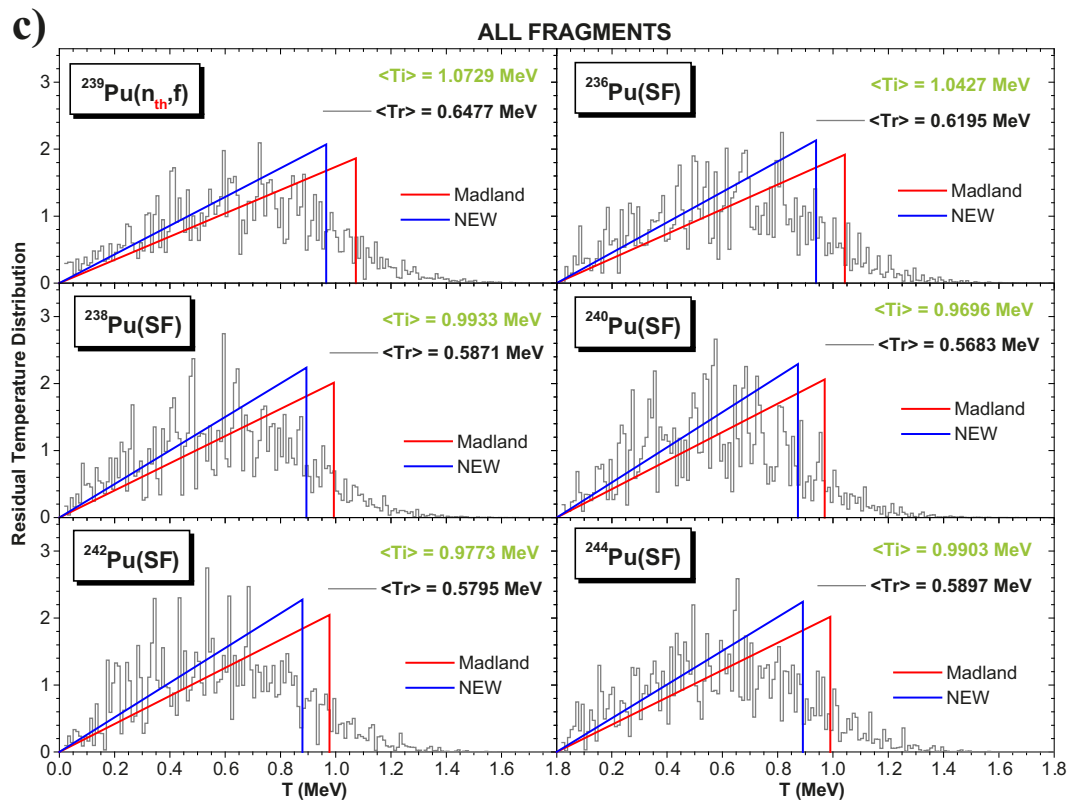 c)
ALL FRAGMENTS
Residual Temperature Distribution
3
2
1
0
²³⁹Pu(n_th,f)
<Ti> = 1.0729 MeV
<Tr> = 0.6477 MeV
Madland
NEW
²³⁶Pu(SF)
<Ti> = 1.0427 MeV
<Tr> = 0.6195 MeV
Madland
NEW
3
2
1
0
²³⁸Pu(SF)
<Ti> = 0.9933 MeV
<Tr> = 0.5871 MeV
Madland
NEW
²⁴⁰Pu(SF)
<Ti> = 0.9696 MeV
<Tr> = 0.5683 MeV
Madland
NEW
3
2
1
0
²⁴²Pu(SF)
<Ti> = 0.9773 MeV
<Tr> = 0.5795 MeV
Madland
NEW
²⁴⁴Pu(SF)
<Ti> = 0.9903 MeV
<Tr> = 0.5897 MeV
Madland
NEW
0.0 0.2 0.4 0.6 0.8 1.0 1.2 1.4 1.6 1.8 0.2 0.4 0.6 0.8 1.0 1.2 1.4 1.6 1.8
T (MeV) T (MeV)